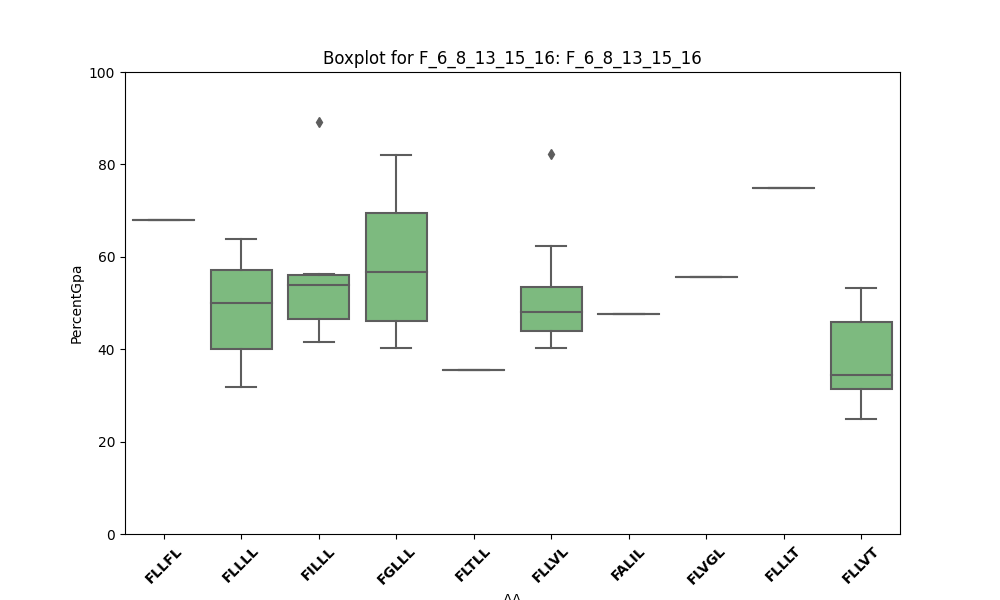 Boxplot for F_6_8_13_15_16: F_6_8_13_15_16
100
80
60
40
20
0
PercentGpa
FLLFL FLLLL FILLL FGLLL FLTLL FLLVL FALIL FLVGL FLLLT FLLVT
AA